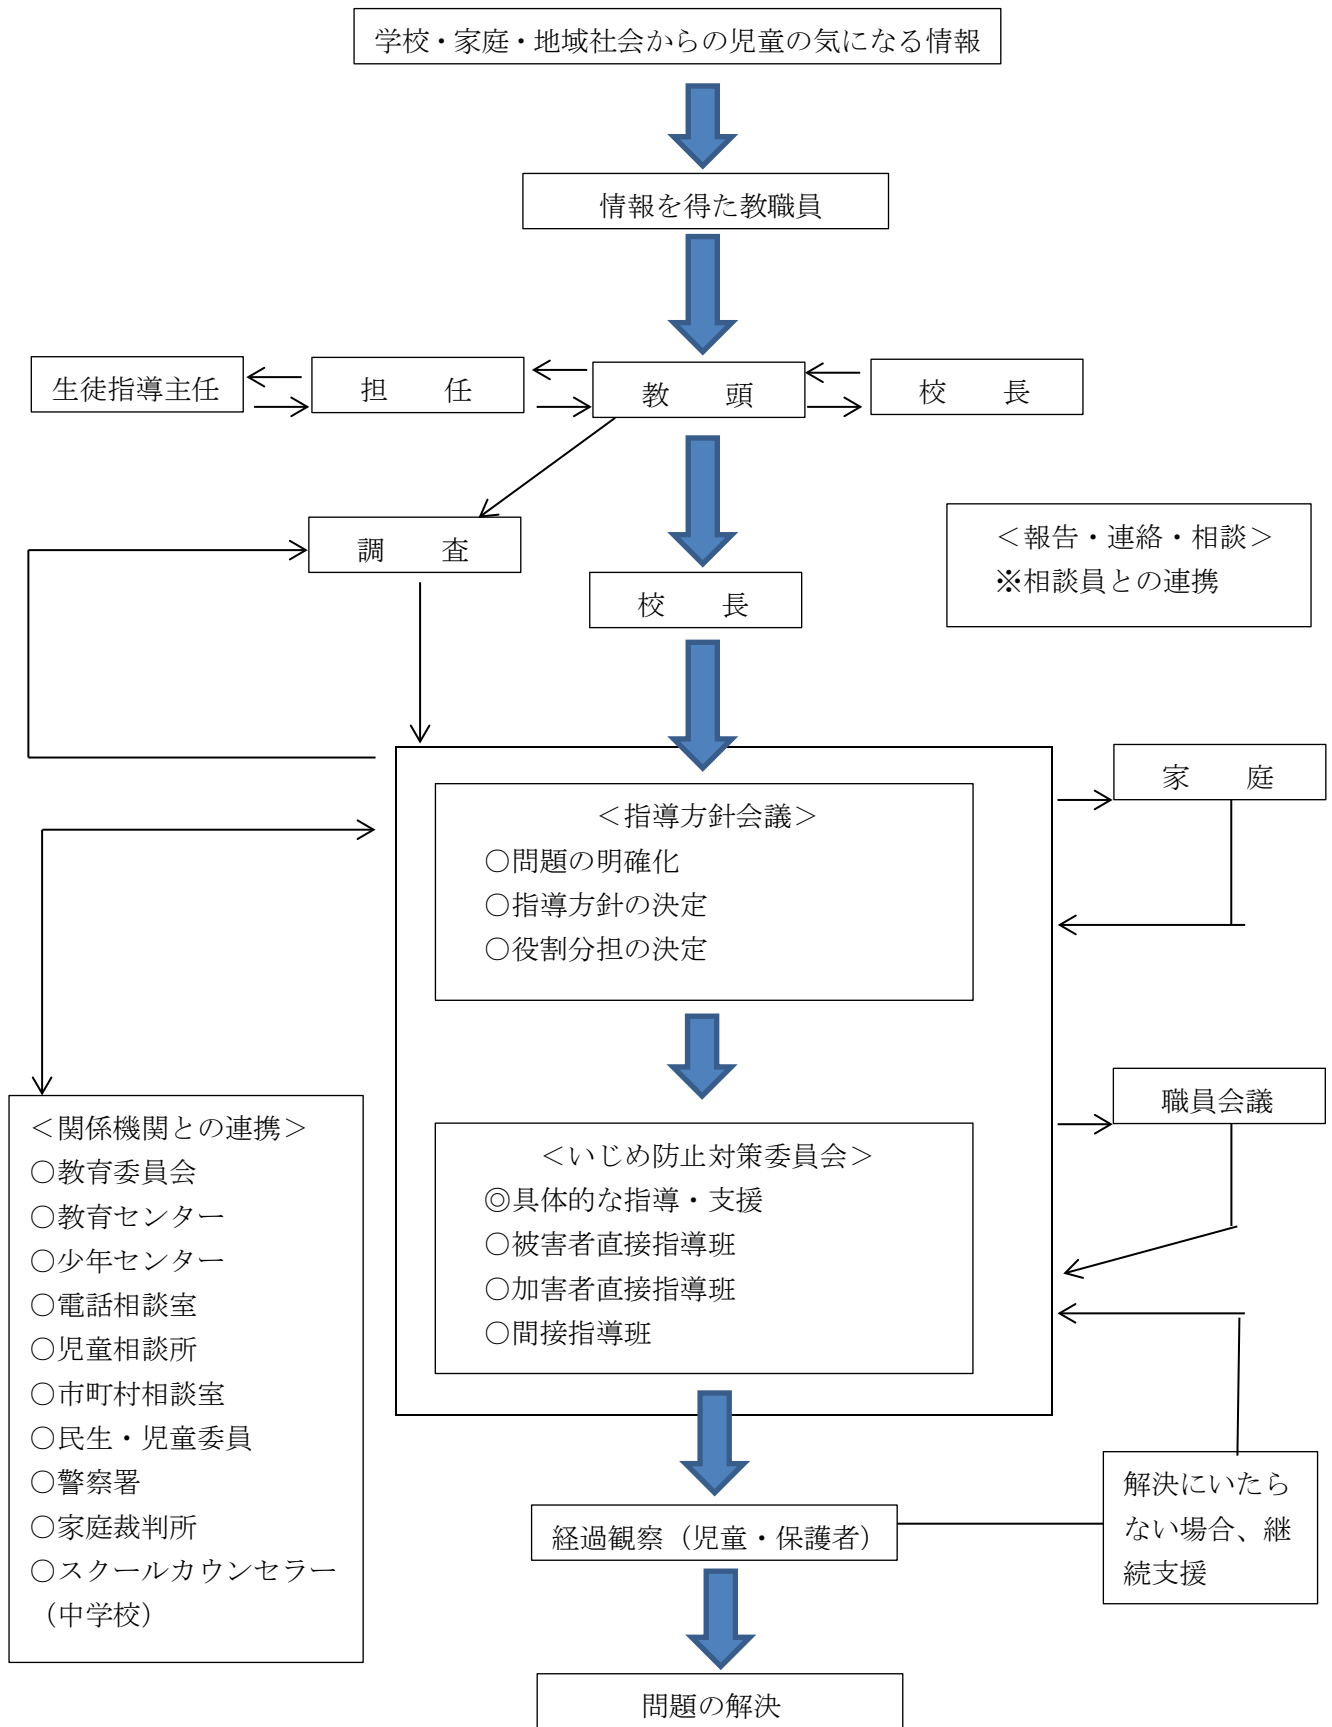 学校・家庭・地域社会からの児童の気になる情報
情報を得た教職員
生徒指導主任
担　　任
教　　頭
校　　長
調　　査
校　　長
＜報告・連絡・相談＞
※相談員との連携
家　　庭
＜指導方針会議＞
○問題の明確化
○指導方針の決定
○役割分担の決定
職員会議
＜関係機関との連携＞
○教育委員会
○教育センター
○少年センター
○電話相談室
○児童相談所
○市町村相談室
○民生・児童委員
○警察署
○家庭裁判所
○スクールカウンセラー
（中学校）
＜いじめ防止対策委員会＞
◎具体的な指導・支援
○被害者直接指導班
○加害者直接指導班
○間接指導班
経過観察（児童・保護者）
解決にいたら
ない場合、継
続支援
問題の解決